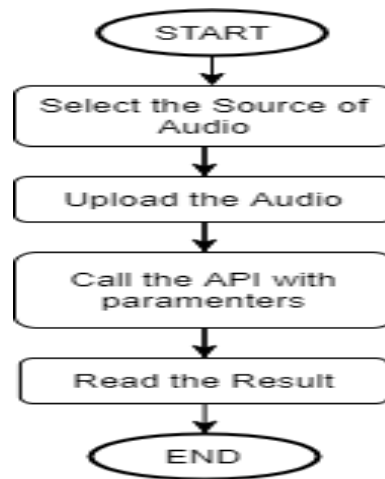 START
Select the Source of
Audio
Upload the Audio
Call the API with
paramenters
Read the Result
END